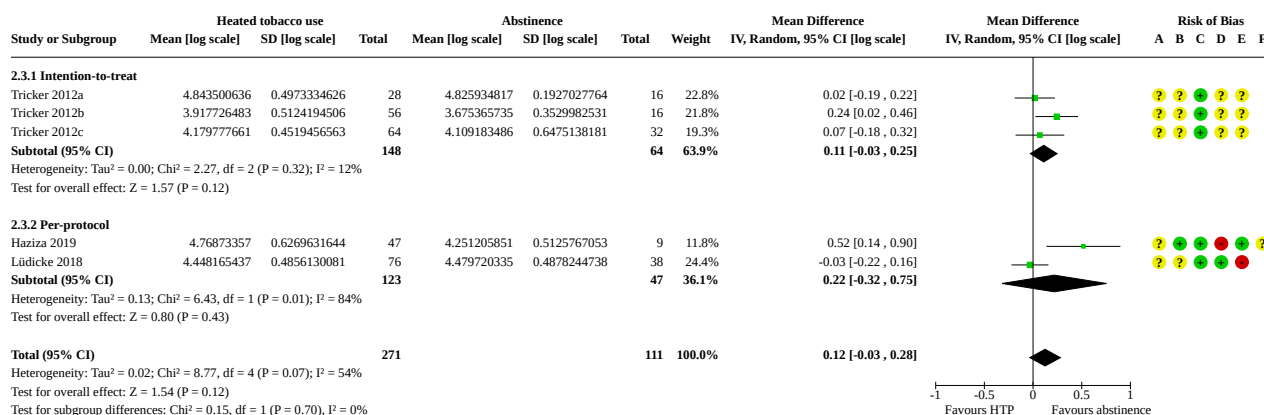 Heated tobacco use Abstinence Mean Difference Mean Difference Risk of Bias
Study or Subgroup Mean [log scale] SD [log scale] Total Mean [log scale] SD [log scale] Total Weight IV, Random, 95% CI [log scale] IV, Random, 95% CI [log scale] A B C D E F
2.3.1 Intention-to-treat
Tricker 2012a 4.843500636 0.4973334626 28 4.825934817 0.1927027764 16 22.8% 0.02 [-0.19 , 0.22] ? ? + ? ?
Tricker 2012b 3.917726483 0.5124194506 56 3.675365735 0.3529982531 16 21.8% 0.24 [0.02 , 0.46] ? ? + ? ?
Tricker 2012c 4.179777661 0.4519456563 64 4.109183486 0.6475138181 32 19.3% 0.07 [-0.18 , 0.32] ? ? + ? ?
Subtotal (95% CI) 148 64 63.9% 0.11 [-0.03 , 0.25]
Heterogeneity: Tau² = 0.00; Chi² = 2.27, df = 2 (P = 0.32); I² = 12%
Test for overall effect: Z = 1.57 (P = 0.12)
2.3.2 Per-protocol
Haziza 2019 4.76873357 0.6269631644 47 4.251205851 0.5125767053 9 11.8% 0.52 [0.14 , 0.90] ? + + - + ?
Lüdicke 2018 4.448165437 0.4856130081 76 4.479720335 0.4878244738 38 24.4% -0.03 [-0.22 , 0.16] ? ? + + -
Subtotal (95% CI) 123 47 36.1% 0.22 [-0.32 , 0.75]
Heterogeneity: Tau² = 0.13; Chi² = 6.43, df = 1 (P = 0.01); I² = 84%
Test for overall effect: Z = 0.80 (P = 0.43)
Total (95% CI) 271 111 100.0% 0.12 [-0.03 , 0.28]
Heterogeneity: Tau² = 0.02; Chi² = 8.77, df = 4 (P = 0.07); I² = 54%
Test for overall effect: Z = 1.54 (P = 0.12)
-1 -0.5 0 0.5 1
Test for subgroup differences: Chi² = 0.15, df = 1 (P = 0.70), I² = 0%
Favours HTP Favours abstinence